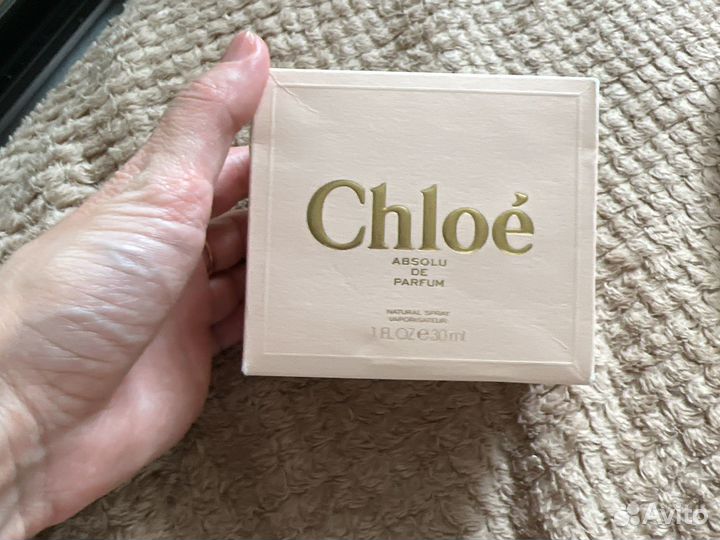 Chloé
ABSOLU
DE
PARFUM
NATURAL SPRAY
VAPORISATEUR
1 FL.OZ e 30 ml
Avito